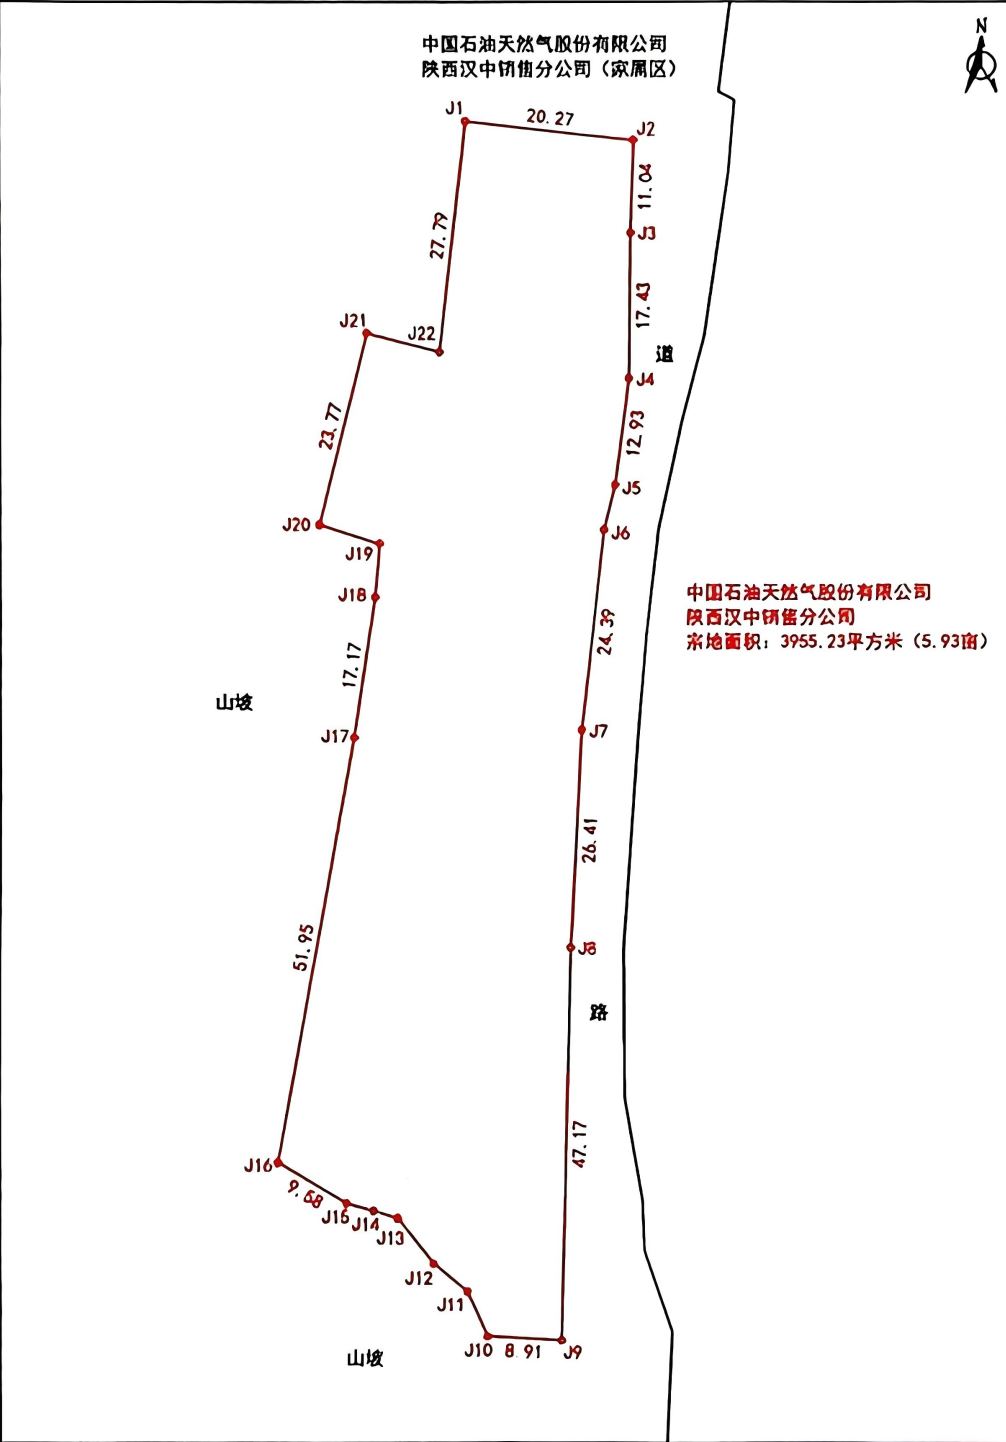 中国石油天然气股份有限公司
陕西汉中销售分公司（家属区）
N
J1
20.27
J2
11.04
27.79
J3
17.43
J21
J22
道
J4
23.77
12.93
J5
J20
J6
J19
J18
中国石油天然气股份有限公司
陕西汉中销售分公司
宗地面积：3955.23平方米（5.93亩）
24.39
17.17
山坡
J17
J7
26.41
51.95
J8
路
47.17
J16
9.58
J15
J14
J13
J12
J11
J10
8.91
J9
山坡